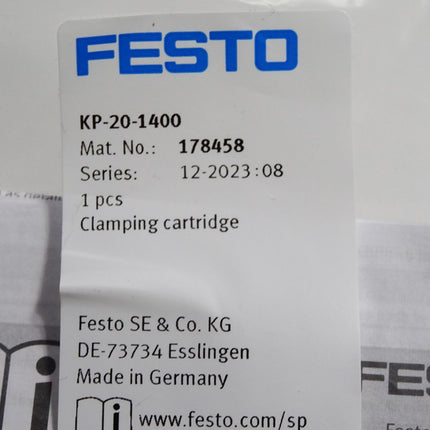 FESTO
KP-20-1400
Mat. No.: 178458
Series: 12-2023:08
1 pcs
Clamping cartridge
Festo SE & Co. KG
DE-73734 Esslingen
Made in Germany
www.festo.com/sp
FES
Festo